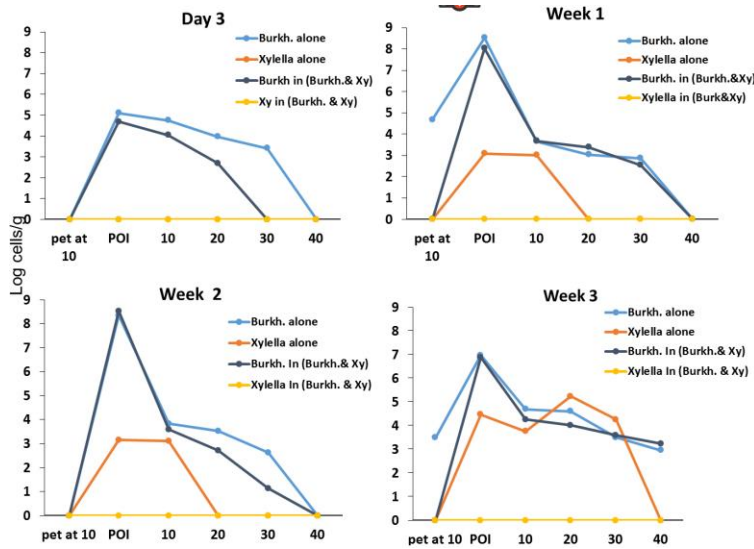 Day 3
9
8
7
6
5
4
3
2
1
0
Burkh. alone
Xylella alone
Burkh in (Burkh.& Xy)
Xy in (Burkh. & Xy)
pet at 10 POI 10 20 30 40
Week 1
9
8
7
6
5
4
3
2
1
0
Burkh. alone
Xylella alone
Burkh. in (Burkh.&Xy)
Xylella in (Burk&Xy)
pet at 10 POI 10 20 30 40
Log cells/g
Week 2
9
8
7
6
5
4
3
2
1
0
Burkh. alone
Xylella alone
Burkh. In (Burkh.& Xy)
Xylella In (Burkh. & Xy)
pet at 10 POI 10 20 30 40
Week 3
9
8
7
6
5
4
3
2
1
0
Burkh. alone
Xylella alone
Burkh. In (Burkh.& Xy)
Xylella In (Burkh. & Xy)
pet at 10 POI 10 20 30 40